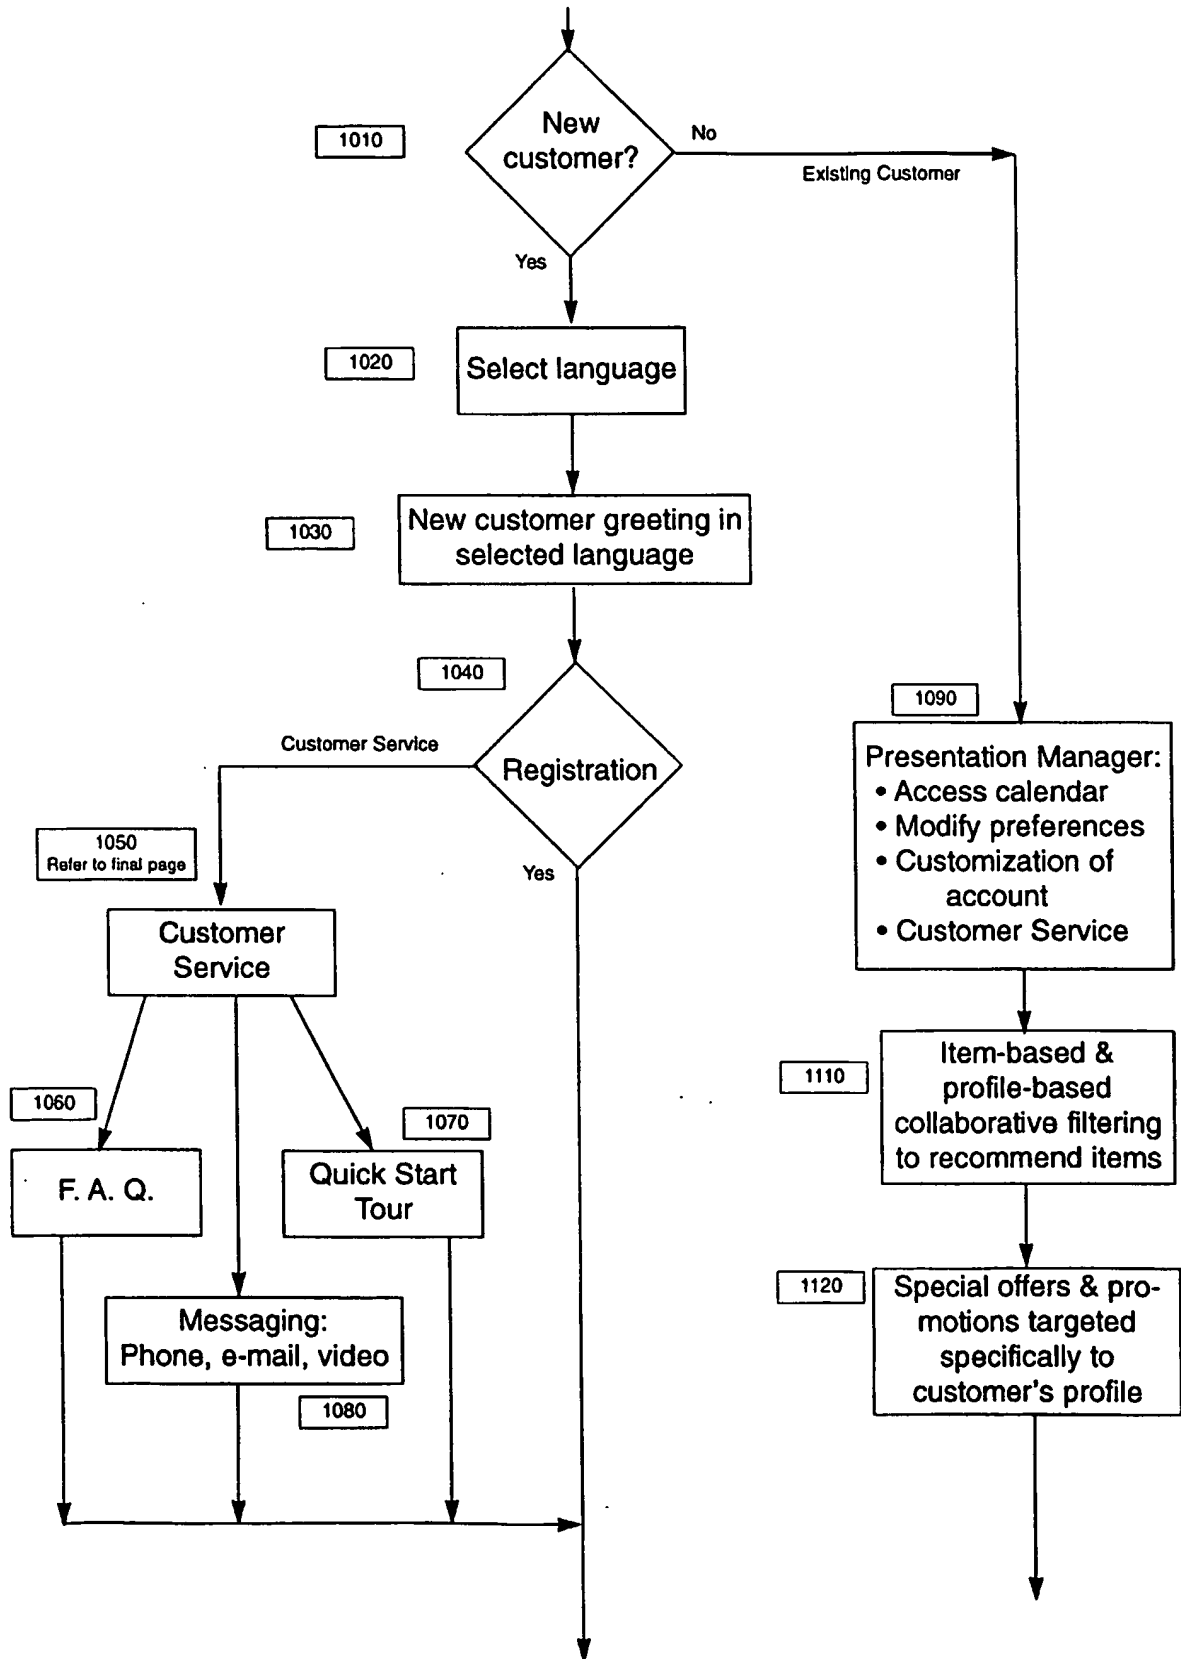 1010
New
customer?
No
Existing Customer
Yes
1020
Select language
1030
New customer greeting in
selected language
1040
Customer Service
Registration
Yes
1050
Refer to final page
Customer
Service
1060
F. A. Q.
1070
Quick Start
Tour
Messaging:
Phone, e-mail, video
1080
1090
Presentation Manager:
• Access calendar
• Modify preferences
• Customization of
account
• Customer Service
1110
Item-based &
profile-based
collaborative filtering
to recommend items
1120
Special offers & pro-
motions targeted
specifically to
customer's profile